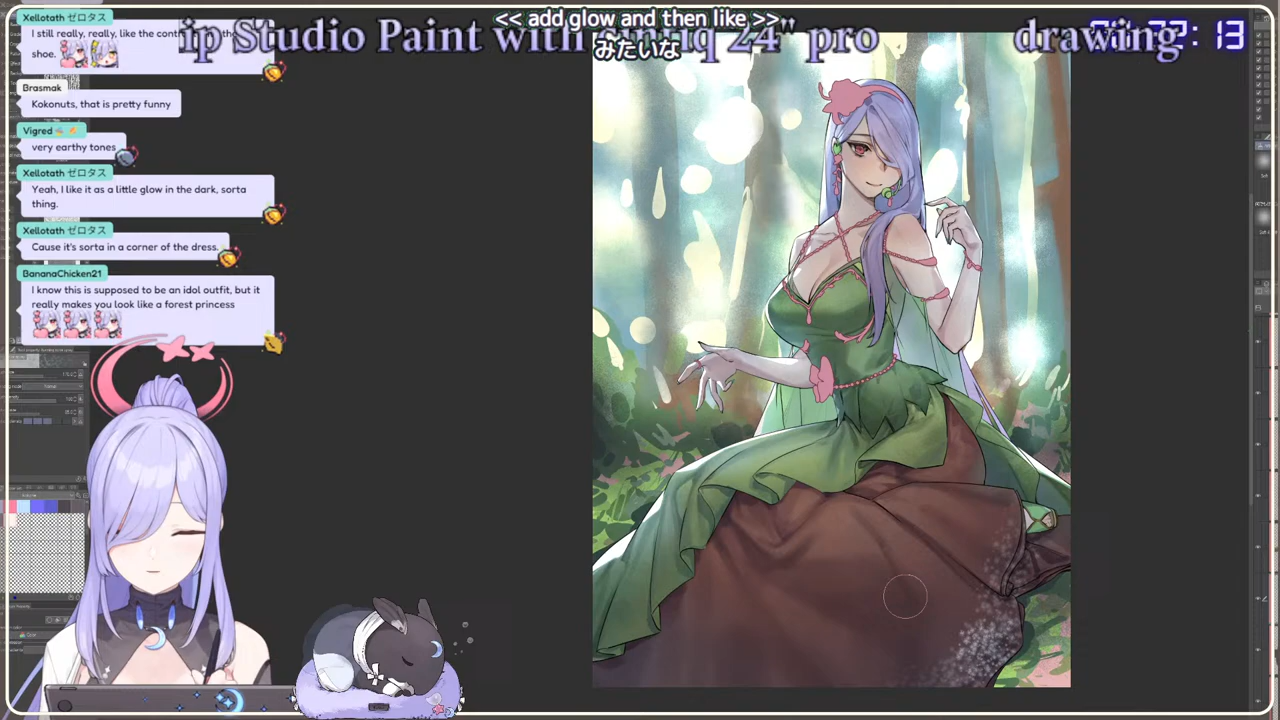 << add glow and then like >>
みたいな
ip Studio Paint with
24" pro
drawing
13
Xellotath ゼロタス
I still really, really, like the
shoe.
Brasmak
Kokonuts, that is pretty funny
Vigred
very earthy tones
Xellotath ゼロタス
Yeah, I like it as a little glow in the dark, sorta
thing.
Xellotath ゼロタス
Cause it's sorta in a corner of the dress.
BananaChicken21
I know this is supposed to be an idol outfit, but it
really makes you look like a forest princess